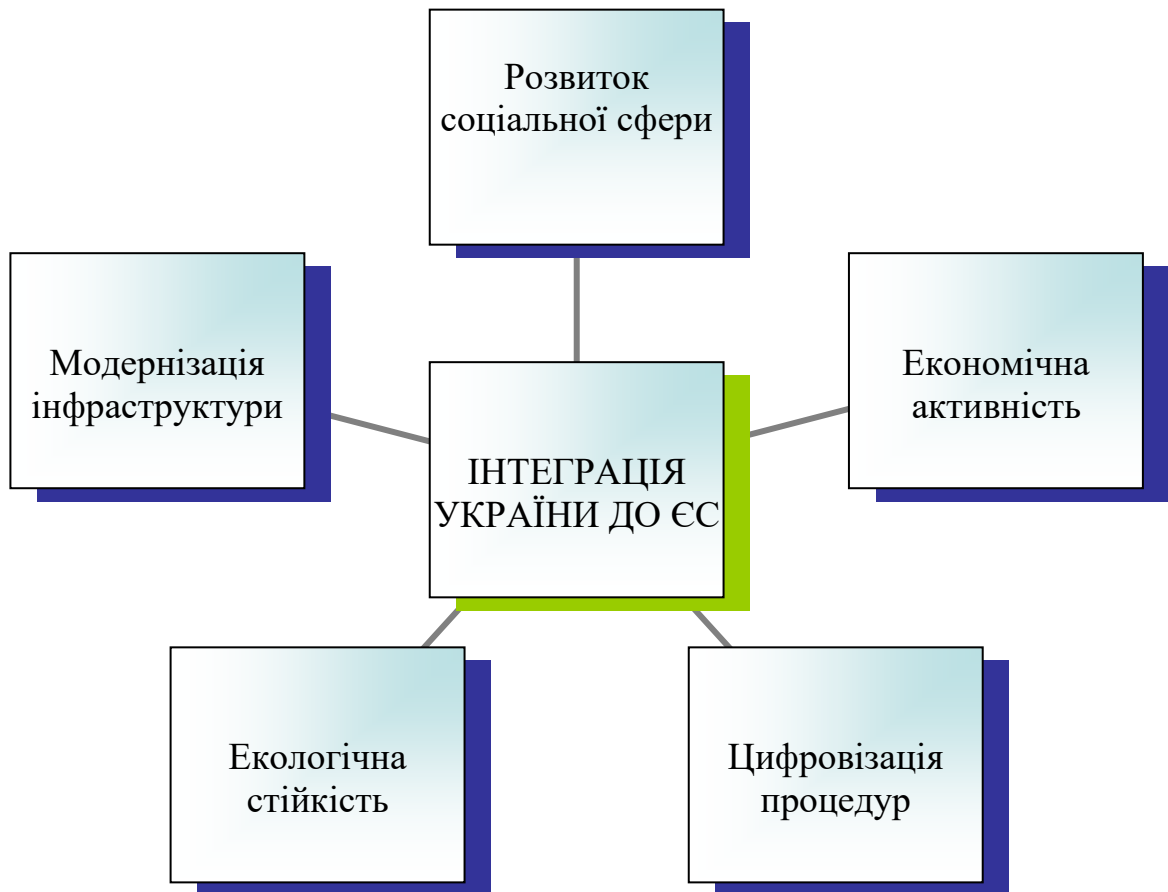 Розвиток
соціальної сфери
Модернізація
інфраструктури
Економічна
активність
ІНТЕГРАЦІЯ
УКРАЇНИ ДО ЄС
Екологічна
стійкість
Цифровізація
процедур